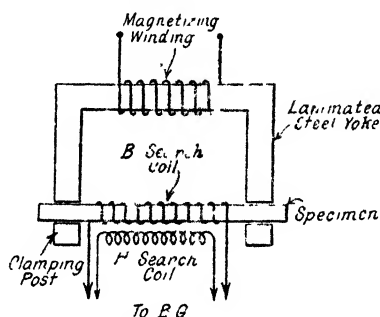 Magnetizing
Winding
Laminated
Steel Yoke
B Search
Coil
Specimen
Clamping
Post
H Search
Coil
To B G